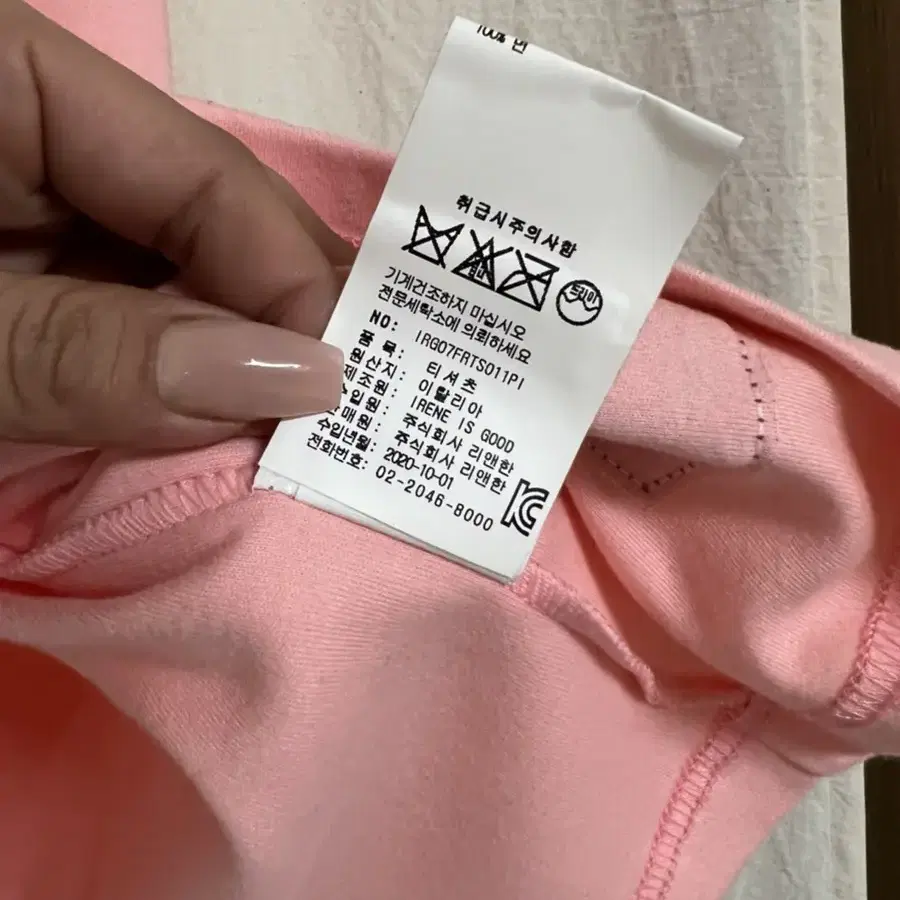 100% 면
취급시주의사항
드라이
기계건조하지 마십시오
전문세탁소에 의뢰하세요
NO: IRG07FRTS011PI
품목: 티셔츠
원산지: 이탈리아
제조원: IRENE IS GOOD
수입원: 주식회사 리앤한
판매원: 주식회사 리앤한
수입년월: 2020-10-01
전화번호: 02-2046-8000